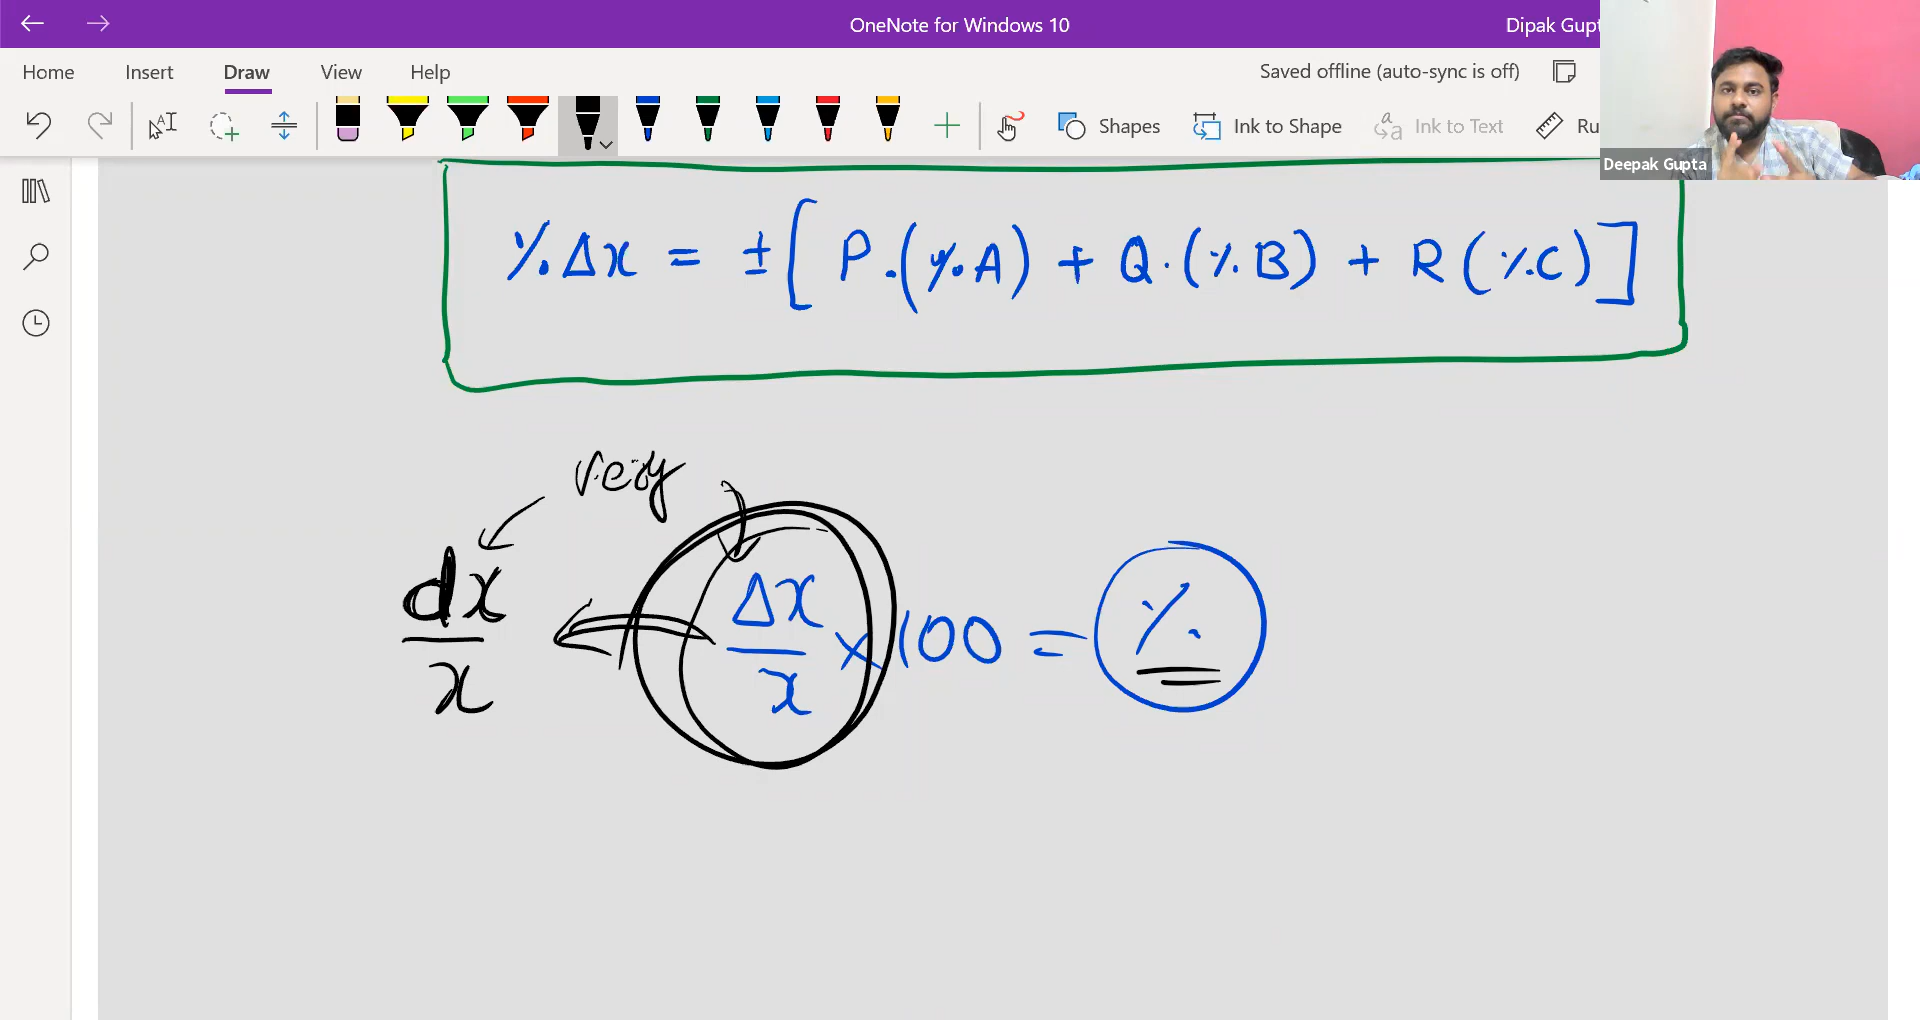 OneNote for Windows 10
Dipak Gupt
Home Insert Draw View Help
Saved offline (auto-sync is off)
Shapes Ink to Shape Ink to Text Ru
Deepak Gupta
% Δx = ± [ P.(%A) + Q.(%B) + R(%C) ]
very
dx/x Δx/x × 100 = %